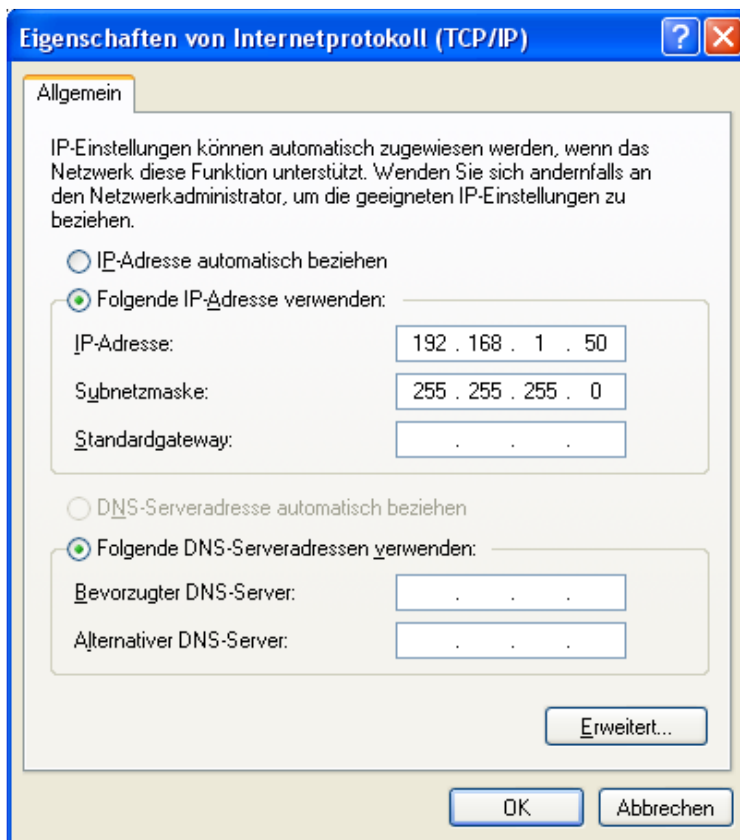 Eigenschaften von Internetprotokoll (TCP/IP)
Allgemein
IP-Einstellungen können automatisch zugewiesen werden, wenn das
Netzwerk diese Funktion unterstützt. Wenden Sie sich andernfalls an
den Netzwerkadministrator, um die geeigneten IP-Einstellungen zu
beziehen.
IP-Adresse automatisch beziehen
Folgende IP-Adresse verwenden:
IP-Adresse: 192 . 168 . 1 . 50
Subnetzmaske: 255 . 255 . 255 . 0
Standardgateway: . . .
DNS-Serveradresse automatisch beziehen
Folgende DNS-Serveradressen verwenden:
Bevorzugter DNS-Server: . . .
Alternativer DNS-Server: . . .
Erweitert...
OK Abbrechen